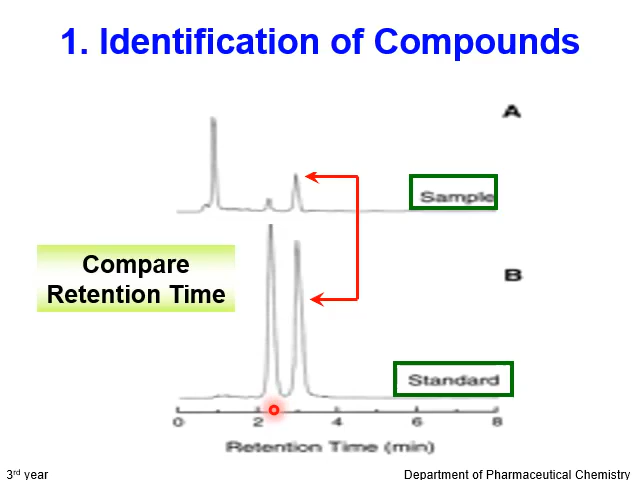 1. Identification of Compounds
A
Sample
Compare
Retention Time
B
Standard
0 2 4 6 8
Retention Time (min)
3rd year
Department of Pharmaceutical Chemistry